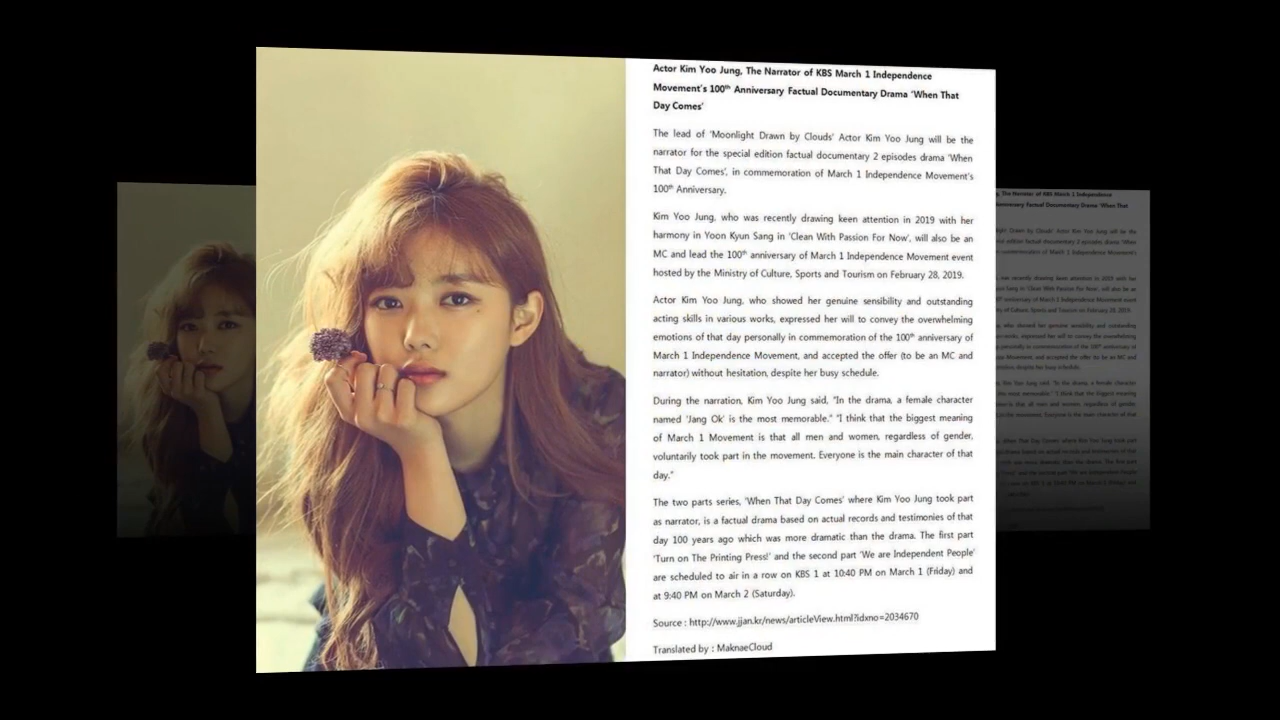 Actor Kim Yoo Jung, The Narrator of KBS March 1 Independence
Movement's 100th Anniversary Factual Documentary Drama 'When That
Day Comes'
The lead of 'Moonlight Drawn by Clouds' Actor Kim Yoo Jung will be the
narrator for the special edition factual documentary 2 episodes drama 'When
That Day Comes', in commemoration of March 1 Independence Movement's
100th Anniversary.
Kim Yoo Jung, who was recently drawing keen attention in 2019 with her
harmony in Yoon Kyun Sang in 'Clean With Passion For Now', will also be an
MC and lead the 100th anniversary of March 1 Independence Movement event
hosted by the Ministry of Culture, Sports and Tourism on February 28, 2019.
Actor Kim Yoo Jung, who showed her genuine sensibility and outstanding
acting skills in various works, expressed her will to convey the overwhelming
emotions of that day personally in commemoration of the 100th anniversary of
March 1 Independence Movement, and accepted the offer (to be an MC and
narrator) without hesitation, despite her busy schedule.
During the narration, Kim Yoo Jung said, "In the drama, a female character
named 'Jang Ok' is the most memorable." "I think that the biggest meaning
of March 1 Movement is that all men and women, regardless of gender,
voluntarily took part in the movement. Everyone is the main character of that
day."
The two parts series, 'When That Day Comes' where Kim Yoo Jung took part
as narrator, is a factual drama based on actual records and testimonies of that
day 100 years ago which was more dramatic than the drama. The first part
'Turn on The Printing Press!' and the second part 'We are Independent People'
are scheduled to air in a row on KBS 1 at 10:40 PM on March 1 (Friday) and
at 9:40 PM on March 2 (Saturday).
Source : http://www.jjan.kr/news/articleView.html?idxno=2034670
Translated by : MaknaeCloud